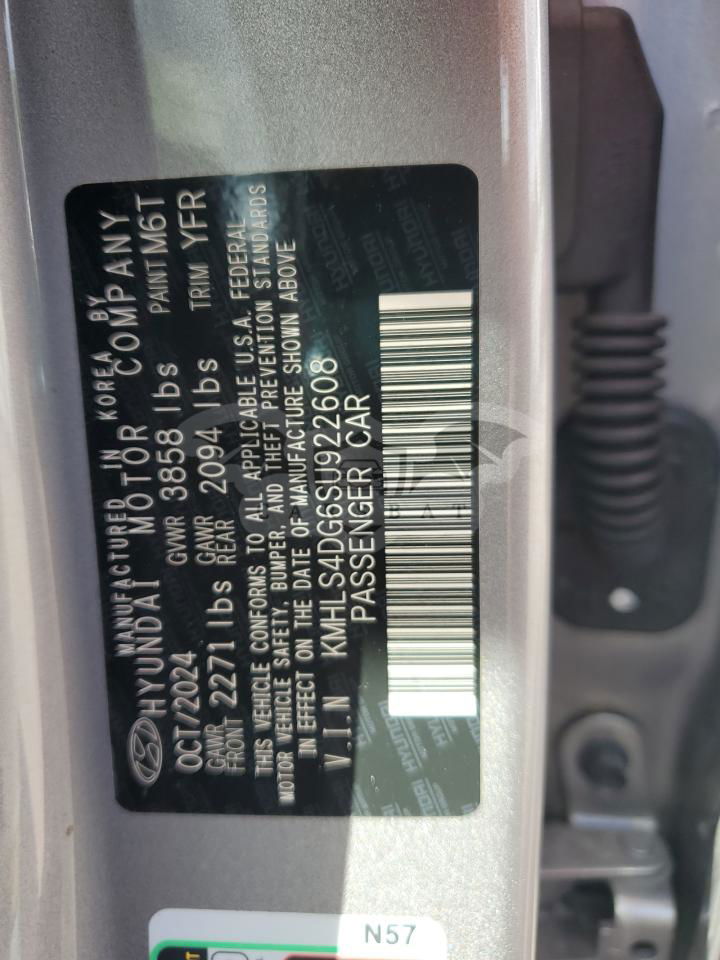 MANUFACTURED IN KOREA BY
HYUNDAI MOTOR COMPANY
OCT/2024 GVWR 3858 lbs PAINT M6T
GAWR FRONT 2271 lbs GAWR REAR 2094 lbs TRIM YFR
THIS VEHICLE CONFORMS TO ALL APPLICABLE U.S.A. FEDERAL
MOTOR VEHICLE SAFETY, BUMPER, AND THEFT PREVENTION STANDARDS
IN EFFECT ON THE DATE OF MANUFACTURE SHOWN ABOVE
V.I.N KMHLS4DG6SU922608
PASSENGER CAR
HYUNDAI
N57